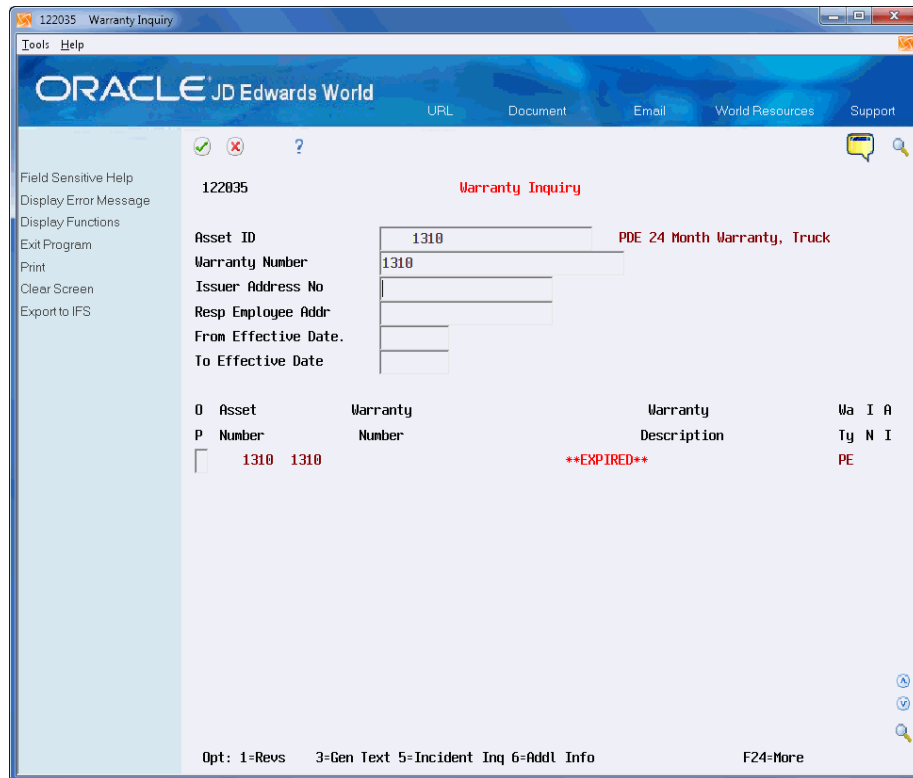 122035 Warranty Inquiry
Tools Help
ORACLE JD Edwards World
URL Document Email World Resources Support
?
Field Sensitive Help
Display Error Message
Display Functions
Exit Program
Print
Clear Screen
Export to IFS
122035 Warranty Inquiry
Asset ID 1310 PDE 24 Month Warranty, Truck
Warranty Number 1310
Issuer Address No
Resp Employee Addr
From Effective Date.
To Effective Date
O Asset Warranty Warranty Wa I A
P Number Number Description Ty N I
1310 1310 **EXPIRED** PE
Opt: 1=Revs 3=Gen Text 5=Incident Inq 6=Addl Info F24=More